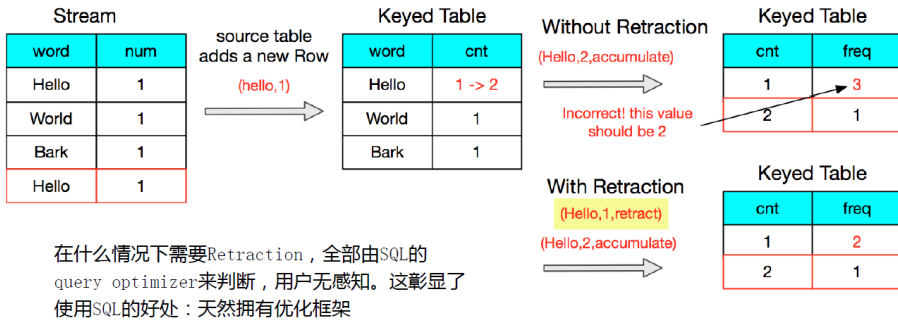 Stream
word num
Hello 1
World 1
Bark 1
Hello 1
source table
adds a new Row
(hello,1)
Keyed Table
word cnt
Hello 1 -> 2
World 1
Bark 1
Without Retraction
(Hello,2,accumulate)
Incorrect! this value
should be 2
Keyed Table
cnt freq
1 3
2 1
With Retraction
(Hello,1,retract)
(Hello,2,accumulate)
Keyed Table
cnt freq
1 2
2 1
在什么情况下需要Retraction，全部由SQL的
query optimizer来判断，用户无感知。这彰显了
使用SQL的好处：天然拥有优化框架